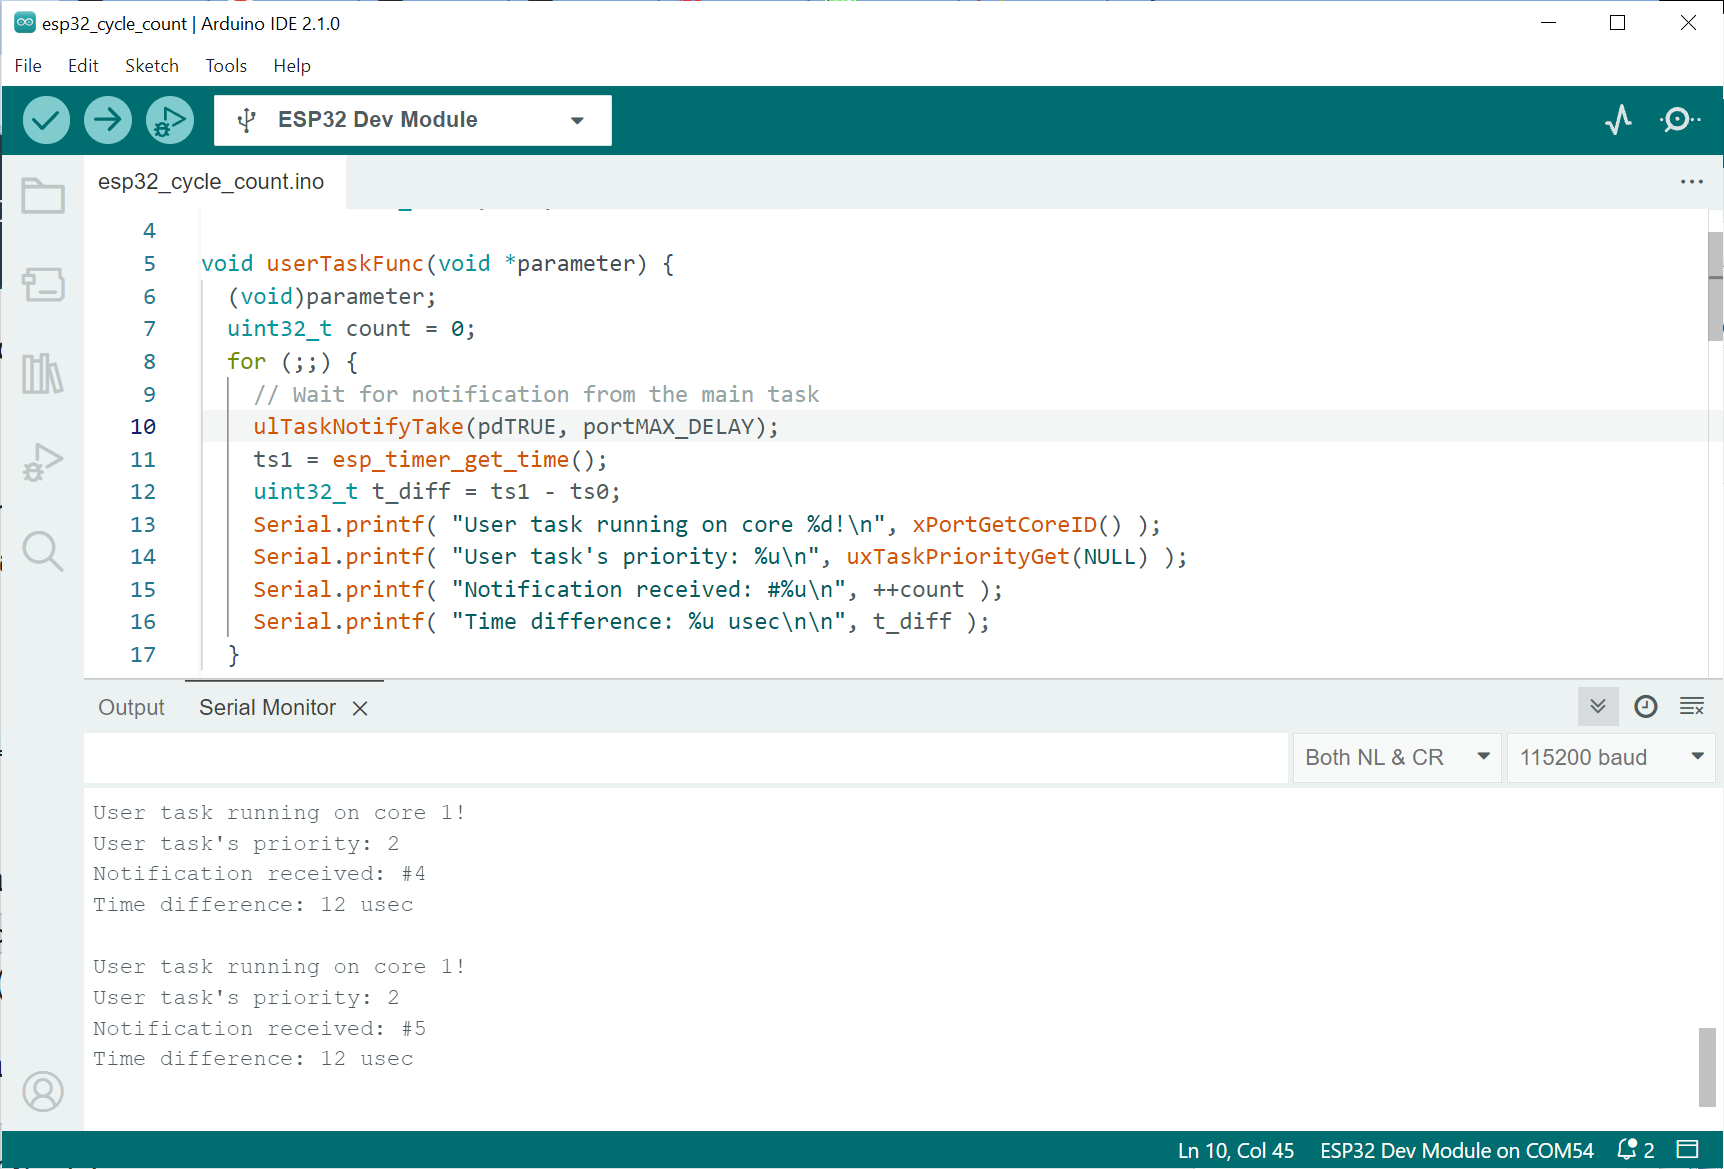 esp32_cycle_count | Arduino IDE 2.1.0
File Edit Sketch Tools Help
ESP32 Dev Module
esp32_cycle_count.ino
4
5 void userTaskFunc(void *parameter) {
6 (void)parameter;
7 uint32_t count = 0;
8 for (;;) {
9 // Wait for notification from the main task
10 ulTaskNotifyTake(pdTRUE, portMAX_DELAY);
11 ts1 = esp_timer_get_time();
12 uint32_t t_diff = ts1 - ts0;
13 Serial.printf( "User task running on core %d!\n", xPortGetCoreID() );
14 Serial.printf( "User task's priority: %u\n", uxTaskPriorityGet(NULL) );
15 Serial.printf( "Notification received: #%u\n", ++count );
16 Serial.printf( "Time difference: %u usec\n\n", t_diff );
17 }
Output Serial Monitor
Both NL & CR 115200 baud
User task running on core 1!
User task's priority: 2
Notification received: #4
Time difference: 12 usec
User task running on core 1!
User task's priority: 2
Notification received: #5
Time difference: 12 usec
Ln 10, Col 45 ESP32 Dev Module on COM54 2